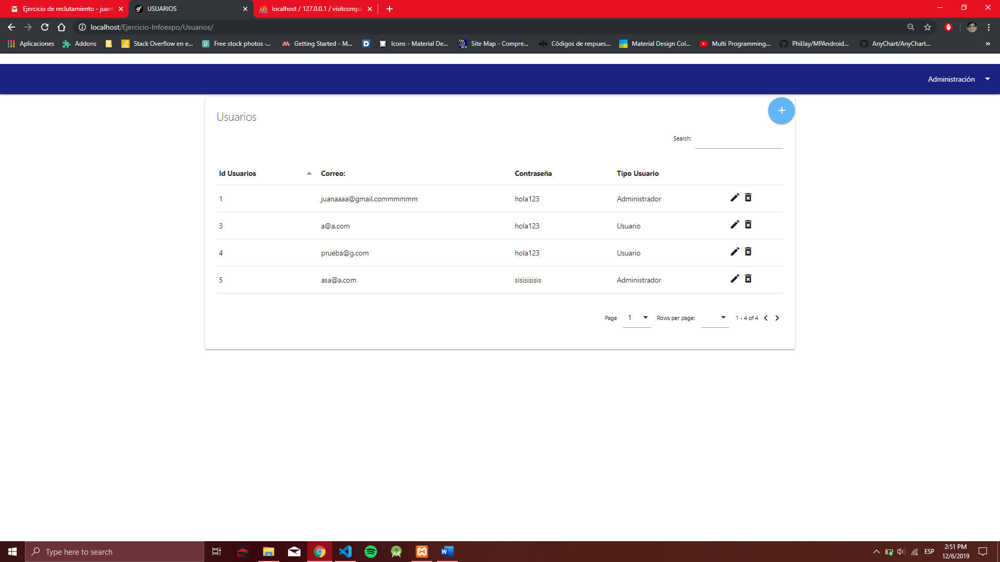 Ejercicio de reclutamiento - juant
USUARIOS
localhost / 127.0.0.1 / visitcompa
localhost/Ejercicio-Infoexpo/Usuarios/
Aplicaciones
Addons
Stack Overflow en e...
Free stock photos ·...
Getting Started - M...
Icons - Material De...
Site Map - Compre...
Códigos de respues...
Material Design Col...
Multi Programming...
PhilJay/MPAndroid...
AnyChart/AnyChart...
»
Administración
Usuarios
+
Search:
Id Usuarios Correo: Contraseña Tipo Usuario
1 juanaaaa@gmail.commmmmm hola123 Administrador
3 a@a.com hola123 Usuario
4 prueba@g.com hola123 Usuario
5 asa@a.com sisisisisis Administrador
Page 1 Rows per page: 1 - 4 of 4
Type here to search
ESP
2:51 PM
12/6/2019